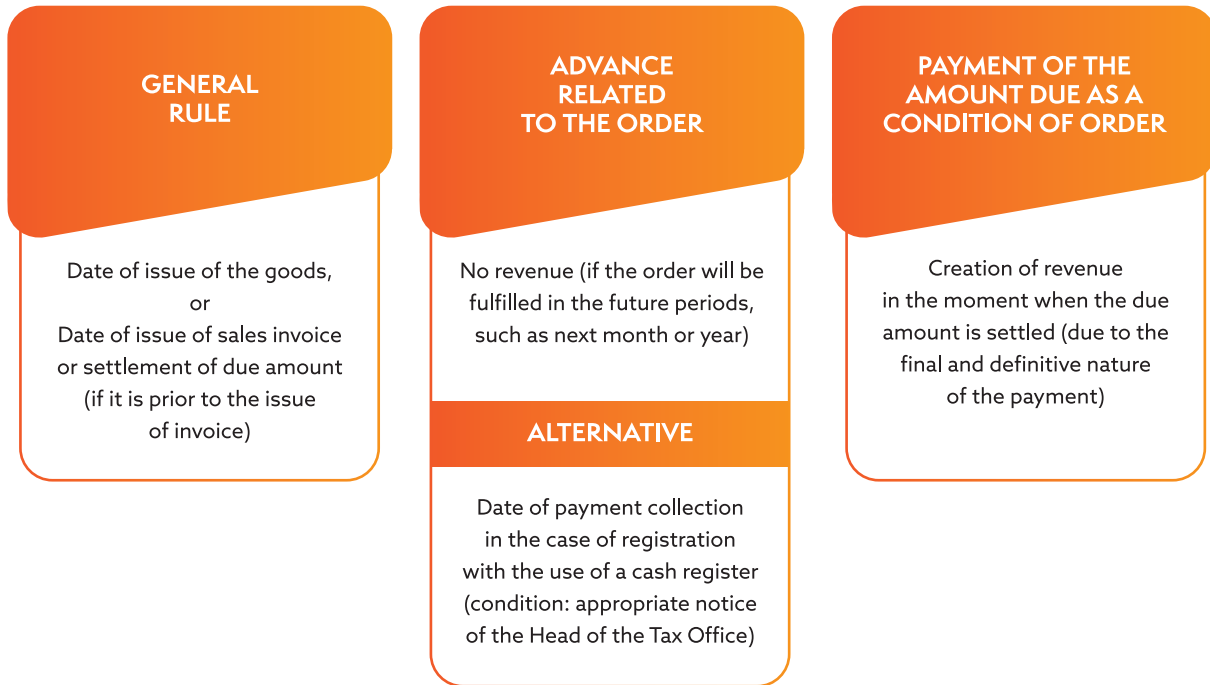 GENERAL
RULE
Date of issue of the goods,
or
Date of issue of sales invoice
or settlement of due amount
(if it is prior to the issue
of invoice)
ADVANCE
RELATED
TO THE ORDER
No revenue (if the order will be
fulfilled in the future periods,
such as next month or year)
ALTERNATIVE
Date of payment collection
in the case of registration
with the use of a cash register
(condition: appropriate notice
of the Head of the Tax Office)
PAYMENT OF THE
AMOUNT DUE AS A
CONDITION OF ORDER
Creation of revenue
in the moment when the due
amount is settled (due to the
final and definitive nature
of the payment)